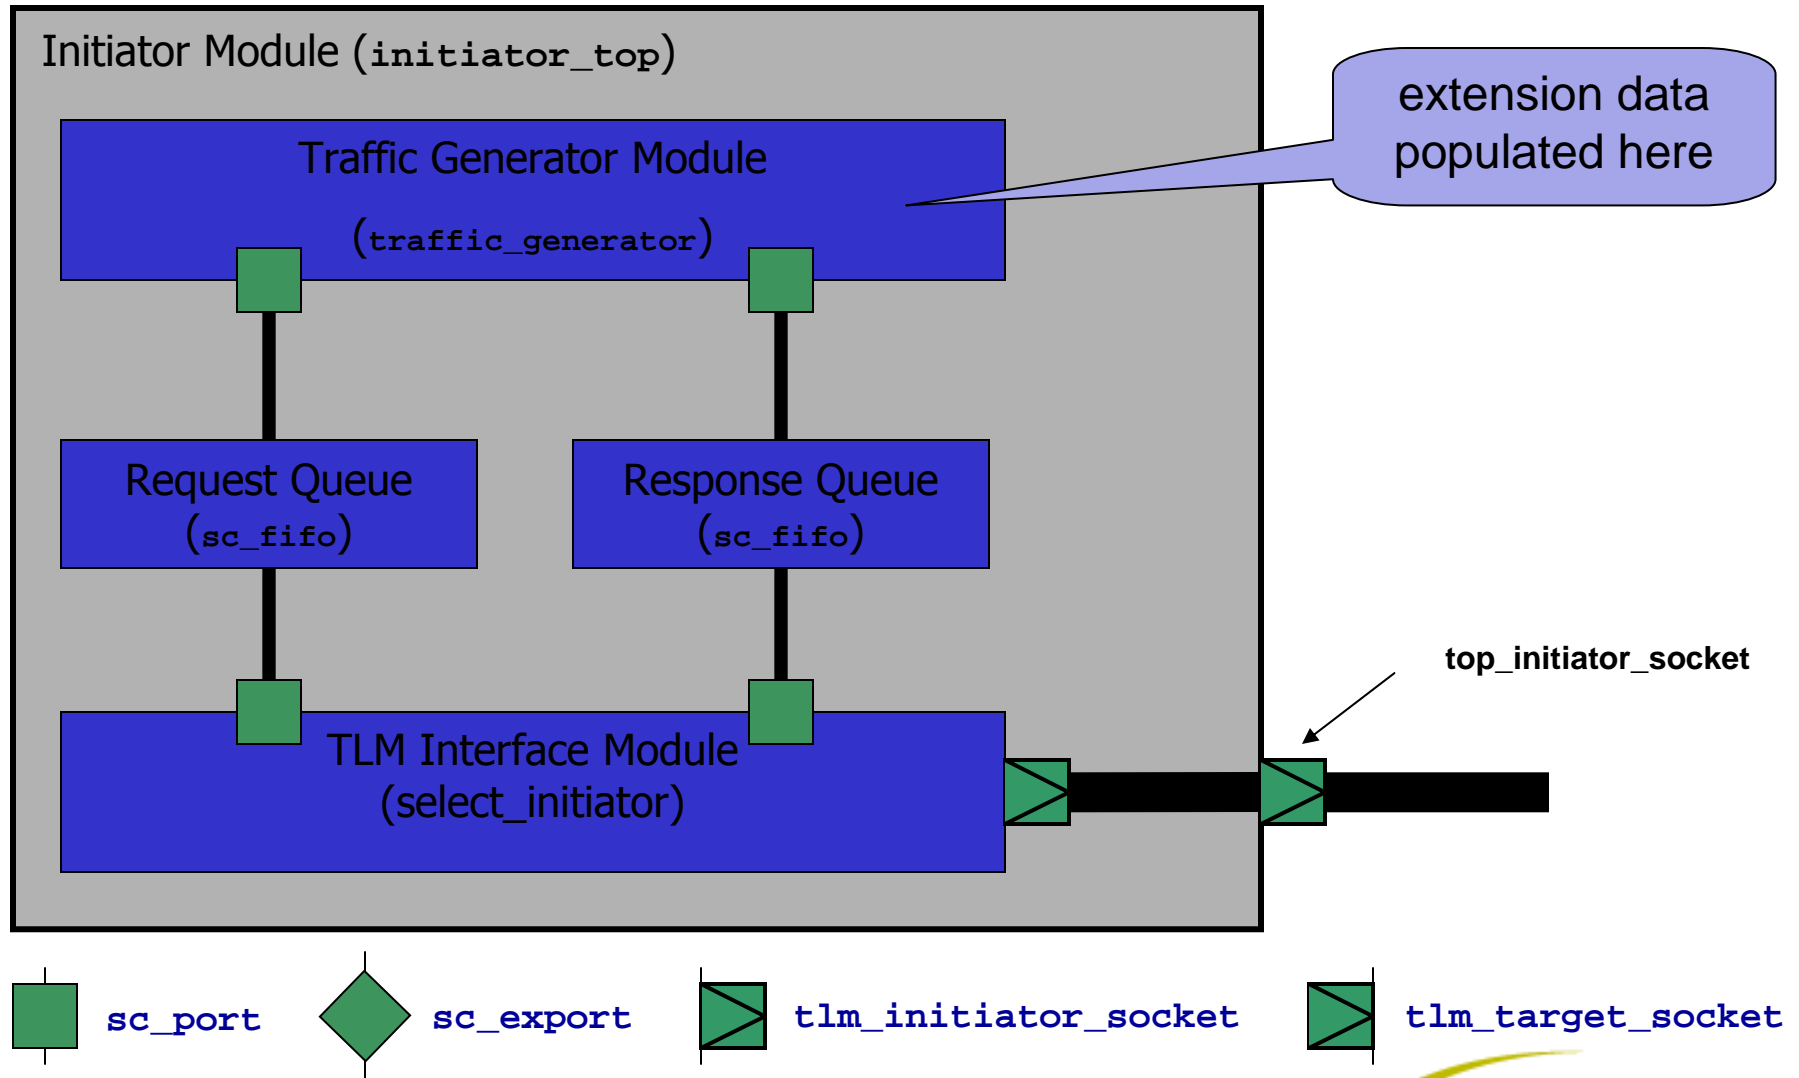 Initiator Module (initiator_top)
extension data
populated here
Traffic Generator Module
(traffic_generator)
Request Queue
(sc_fifo)
Response Queue
(sc_fifo)
top_initiator_socket
TLM Interface Module
(select_initiator)
sc_port
sc_export
tlm_initiator_socket
tlm_target_socket